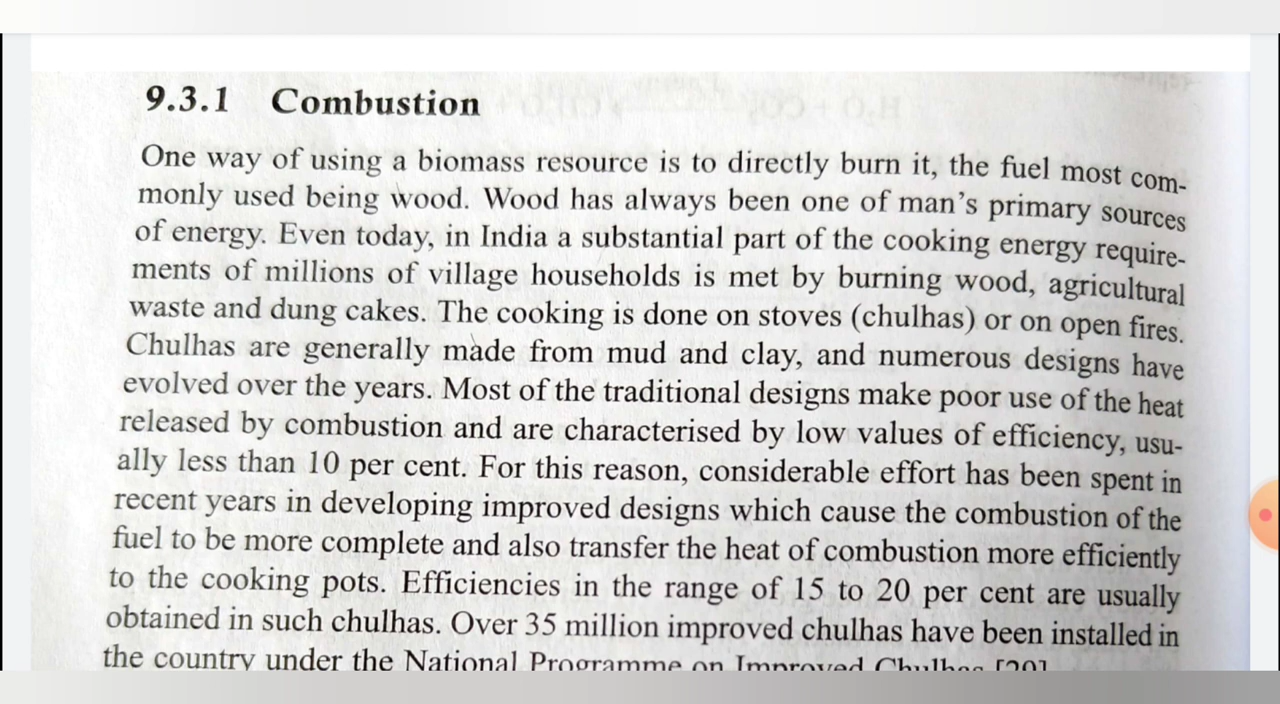 9.3.1 Combustion
One way of using a biomass resource is to directly burn it, the fuel most com-
monly used being wood. Wood has always been one of man's primary sources
of energy. Even today, in India a substantial part of the cooking energy require-
ments of millions of village households is met by burning wood, agricultural
waste and dung cakes. The cooking is done on stoves (chulhas) or on open fires.
Chulhas are generally made from mud and clay, and numerous designs have
evolved over the years. Most of the traditional designs make poor use of the heat
released by combustion and are characterised by low values of efficiency, usu-
ally less than 10 per cent. For this reason, considerable effort has been spent in
recent years in developing improved designs which cause the combustion of the
fuel to be more complete and also transfer the heat of combustion more efficiently
to the cooking pots. Efficiencies in the range of 15 to 20 per cent are usually
obtained in such chulhas. Over 35 million improved chulhas have been installed in
the country under the National Programme on Improved Chulhas [20]